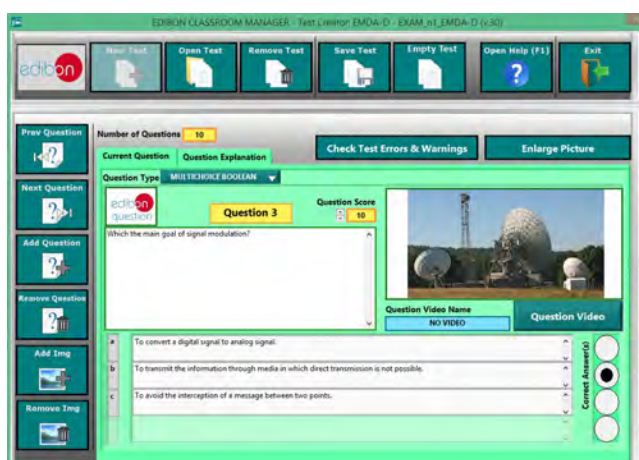 EDIBON CLASSROOM MANAGER - Test Creator: EMDA-D - EXAM_n1_EMDA-D (v.30)
edibon
New Test
Open Test
Remove Test
Save Test
Empty Test
Open Help (F1)
Exit
Prev Question
Next Question
Add Question
Remove Question
Add Img
Remove Img
Number of Questions 10
Check Test Errors & Warnings
Enlarge Picture
Current Question
Question Explanation
Question Type MULTICHOICE BOOLEAN
edibon
question
Question 3
Question Score
10
Which the main goal of signal modulation?
Question Video Name
NO VIDEO
Question Video
a To convert a digital signal to analog signal.
b To transmit the information through media in which direct transmission is not possible.
c To avoid the interception of a message between two points.
Correct Answer(s)